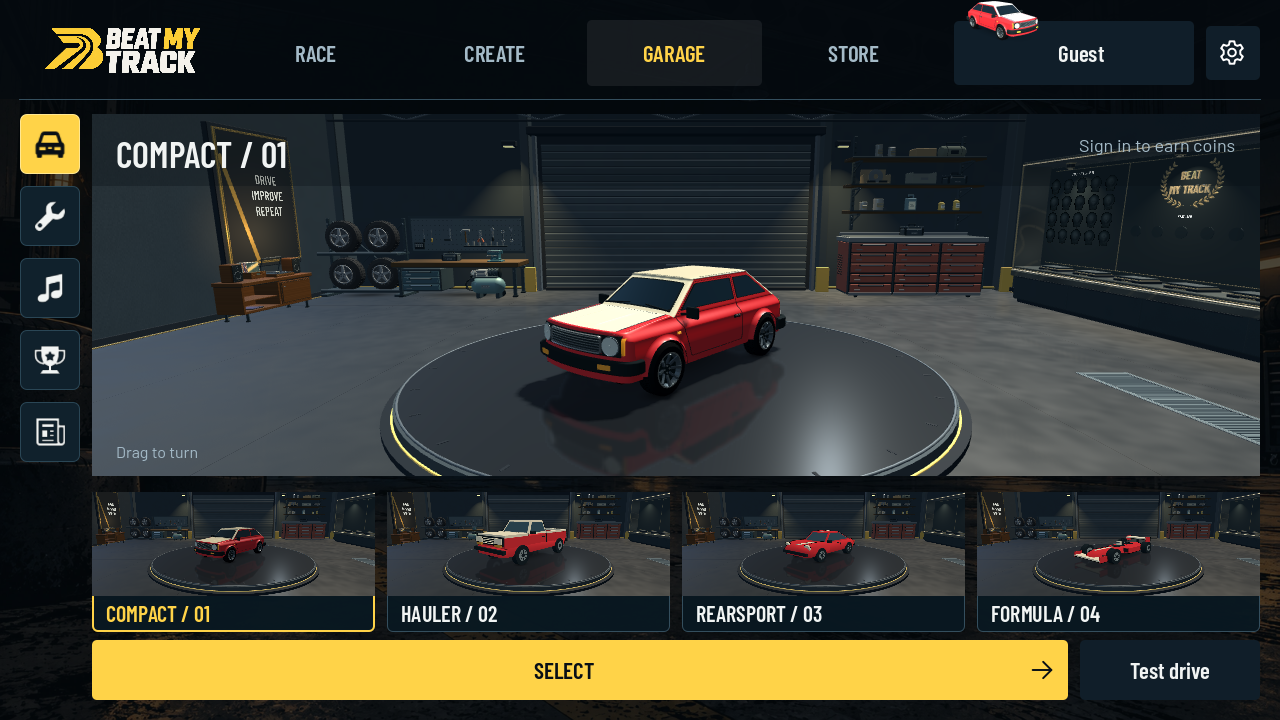 BEAT MY TRACK
RACE
CREATE
GARAGE
STORE
Guest
COMPACT / 01
Sign in to earn coins
DRIVE
IMPROVE
REPEAT
BEAT
MY TRACK
Drag to turn
COMPACT / 01
HAULER / 02
REARSPORT / 03
FORMULA / 04
SELECT
Test drive